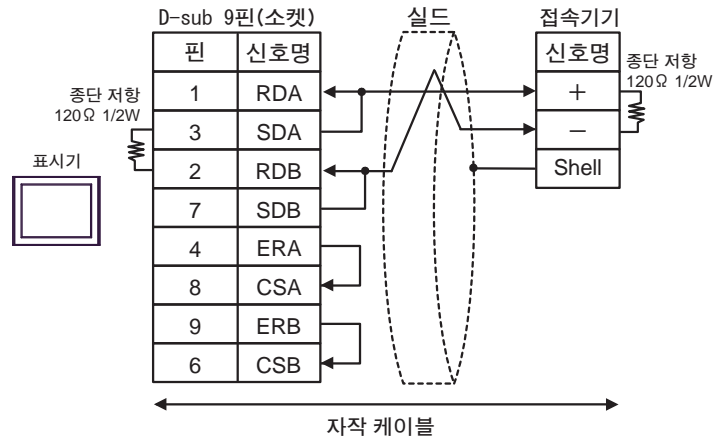 D-sub 9핀(소켓)
실드
접속기기
핀 신호명
신호명
종단 저항
120Ω 1/2W
종단 저항
120Ω 1/2W
1 RDA
+
3 SDA
−
표시기
2 RDB
Shell
7 SDB
4 ERA
8 CSA
9 ERB
6 CSB
자작 케이블